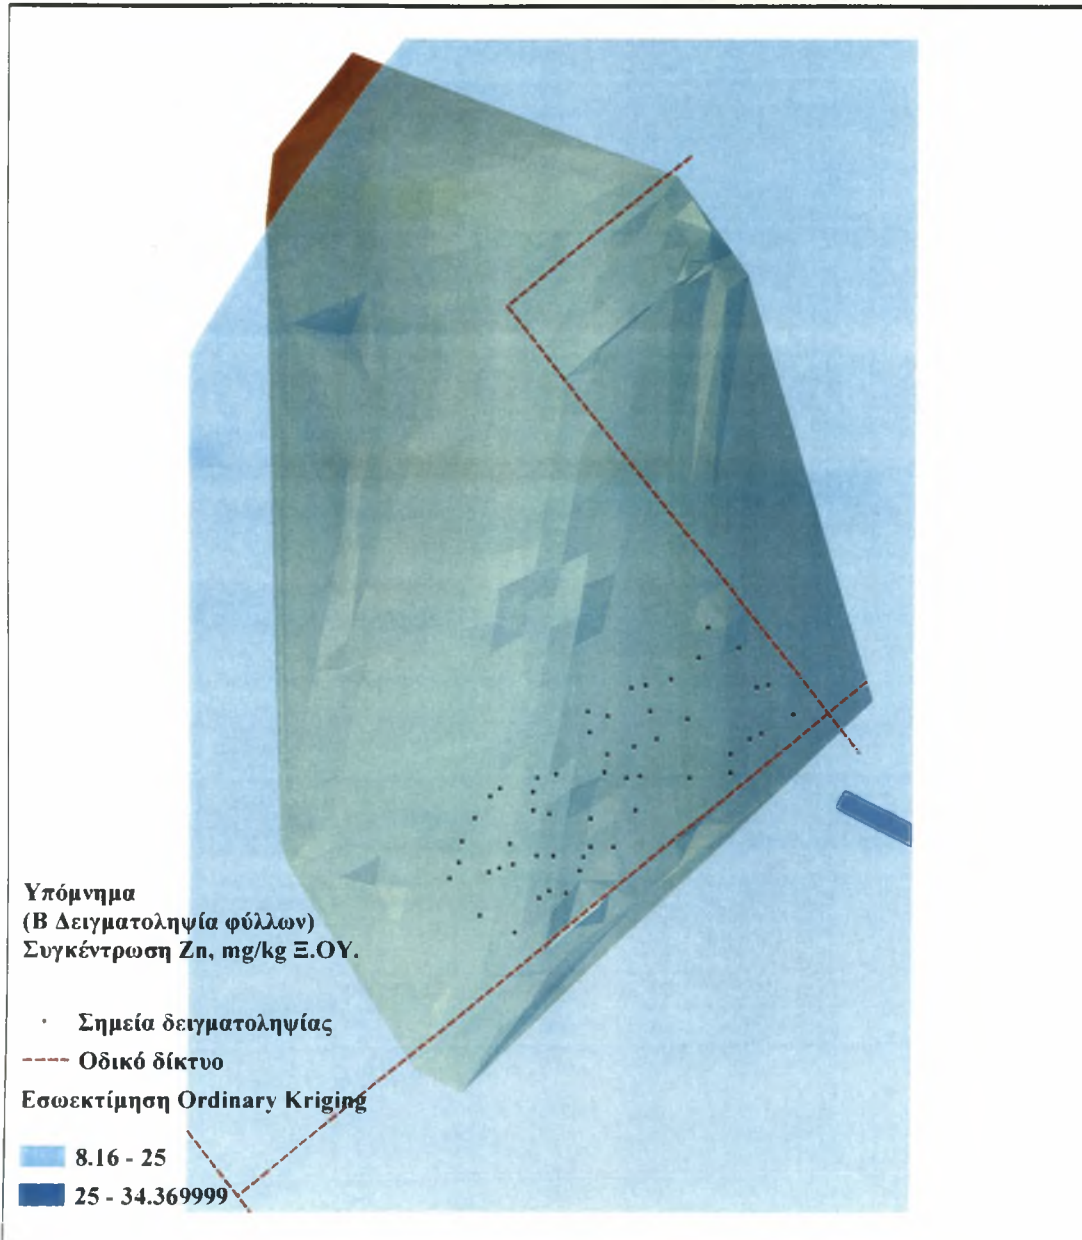 Υπόμνημα
(Β Δειγματοληψία φύλλων)
Συγκέντρωση Zn, mg/kg Ξ.ΟΥ.
Σημεία δειγματοληψίας
Οδικό δίκτυο
Εσωεκτίμηση Ordinary Kriging
8.16 - 25
25 - 34.369999